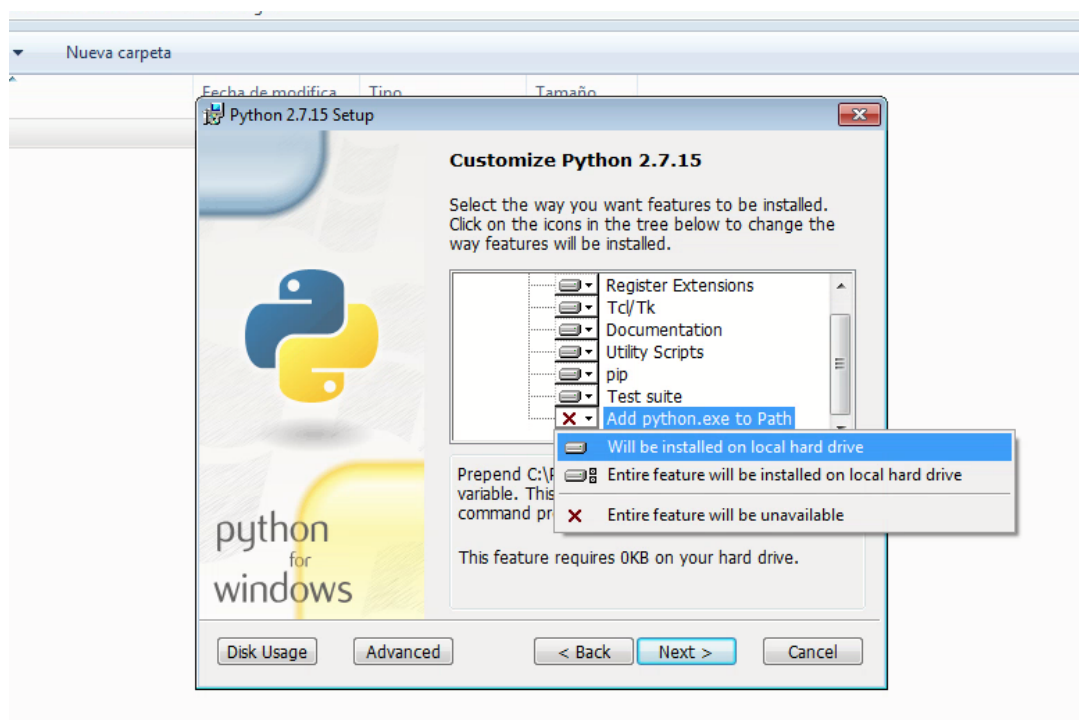 Nueva carpeta
Fecha de modifica... Tipo Tamaño
Python 2.7.15 Setup
Customize Python 2.7.15
Select the way you want features to be installed.
Click on the icons in the tree below to change the
way features will be installed.
Register Extensions
Tcl/Tk
Documentation
Utility Scripts
pip
Test suite
Add python.exe to Path
Will be installed on local hard drive
Entire feature will be installed on local hard drive
Entire feature will be unavailable
Prepend C:\
variable. This
command
This feature requires 0KB on your hard drive.
python
for
windows
Disk Usage Advanced < Back Next > Cancel